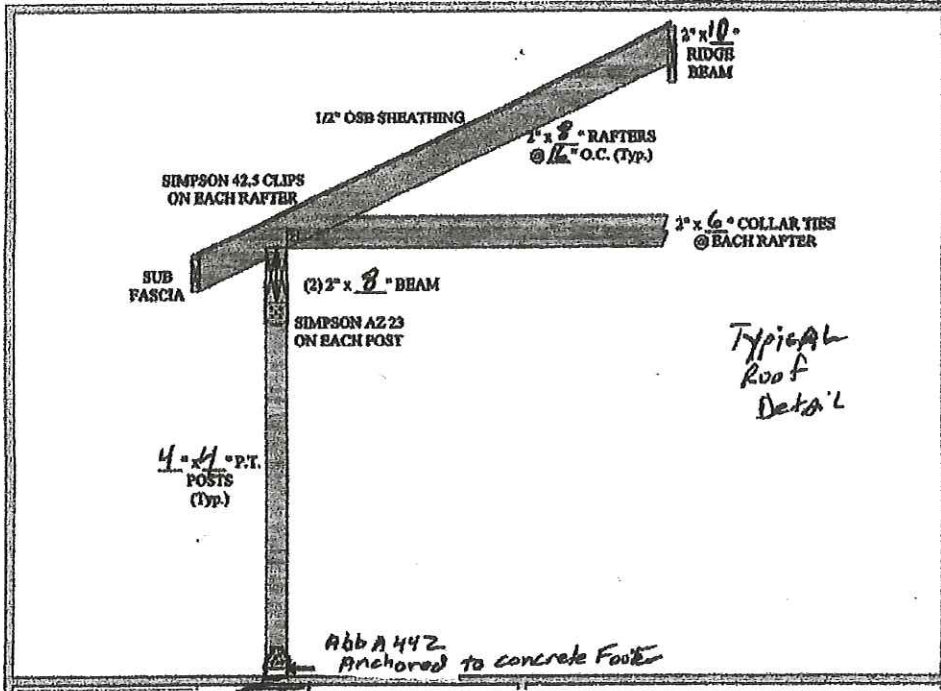 2" x 10"
RIDGE
BEAM
1/2" OSB SHEATHING
2" x 8" RAFTERS
@ 16" O.C. (Typ.)
SIMPSON 42.5 CLIPS
ON EACH RAFTER
2" x 6" COLLAR TIES
@ EACH RAFTER
SUB
FASCIA
(2) 2" x 8" BEAM
SIMPSON AZ 23
ON EACH POST
Typical
Roof
Detail
4" x 4" P.T.
POSTS
(Typ.)
Abb A 44Z
Anchored to concrete Footer